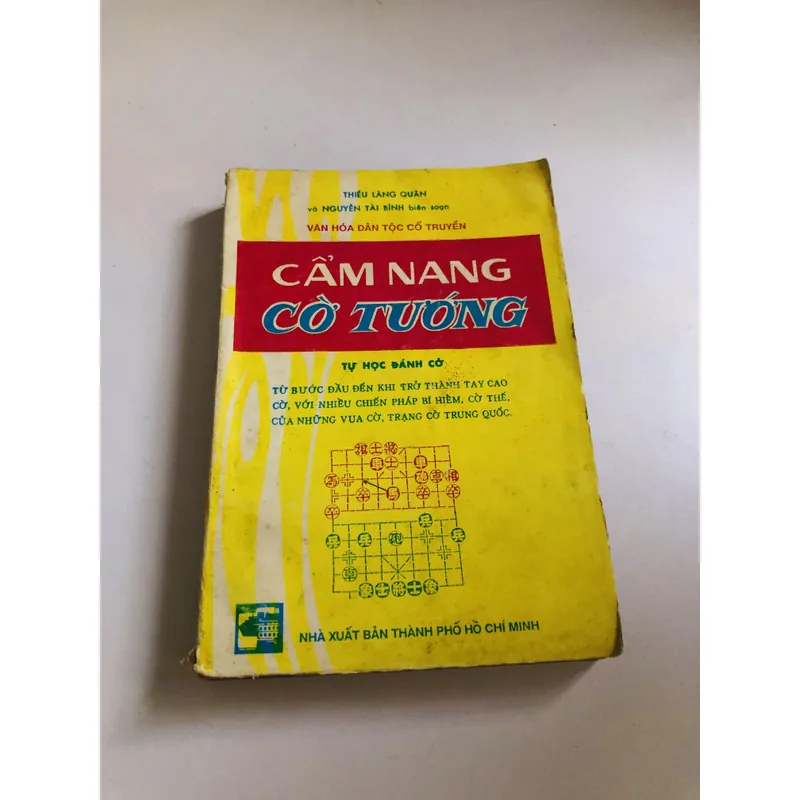 THIẾU LĂNG QUÂN
và NGUYỄN TÀI BÌNH biên soạn
VĂN HÓA DÂN TỘC CỔ TRUYỀN
CẨM NANG
CỜ TƯỚNG
TỰ HỌC ĐÁNH CỜ
TỪ BƯỚC ĐẦU ĐẾN KHI TRỞ THÀNH TAY CAO
CỜ, VỚI NHIỀU CHIẾN PHÁP BÍ HIỂM, CỜ THẾ,
CỦA NHỮNG VUA CỜ, TRẠNG CỜ TRUNG QUỐC.
NHÀ XUẤT BẢN THÀNH PHỐ HỒ CHÍ MINH